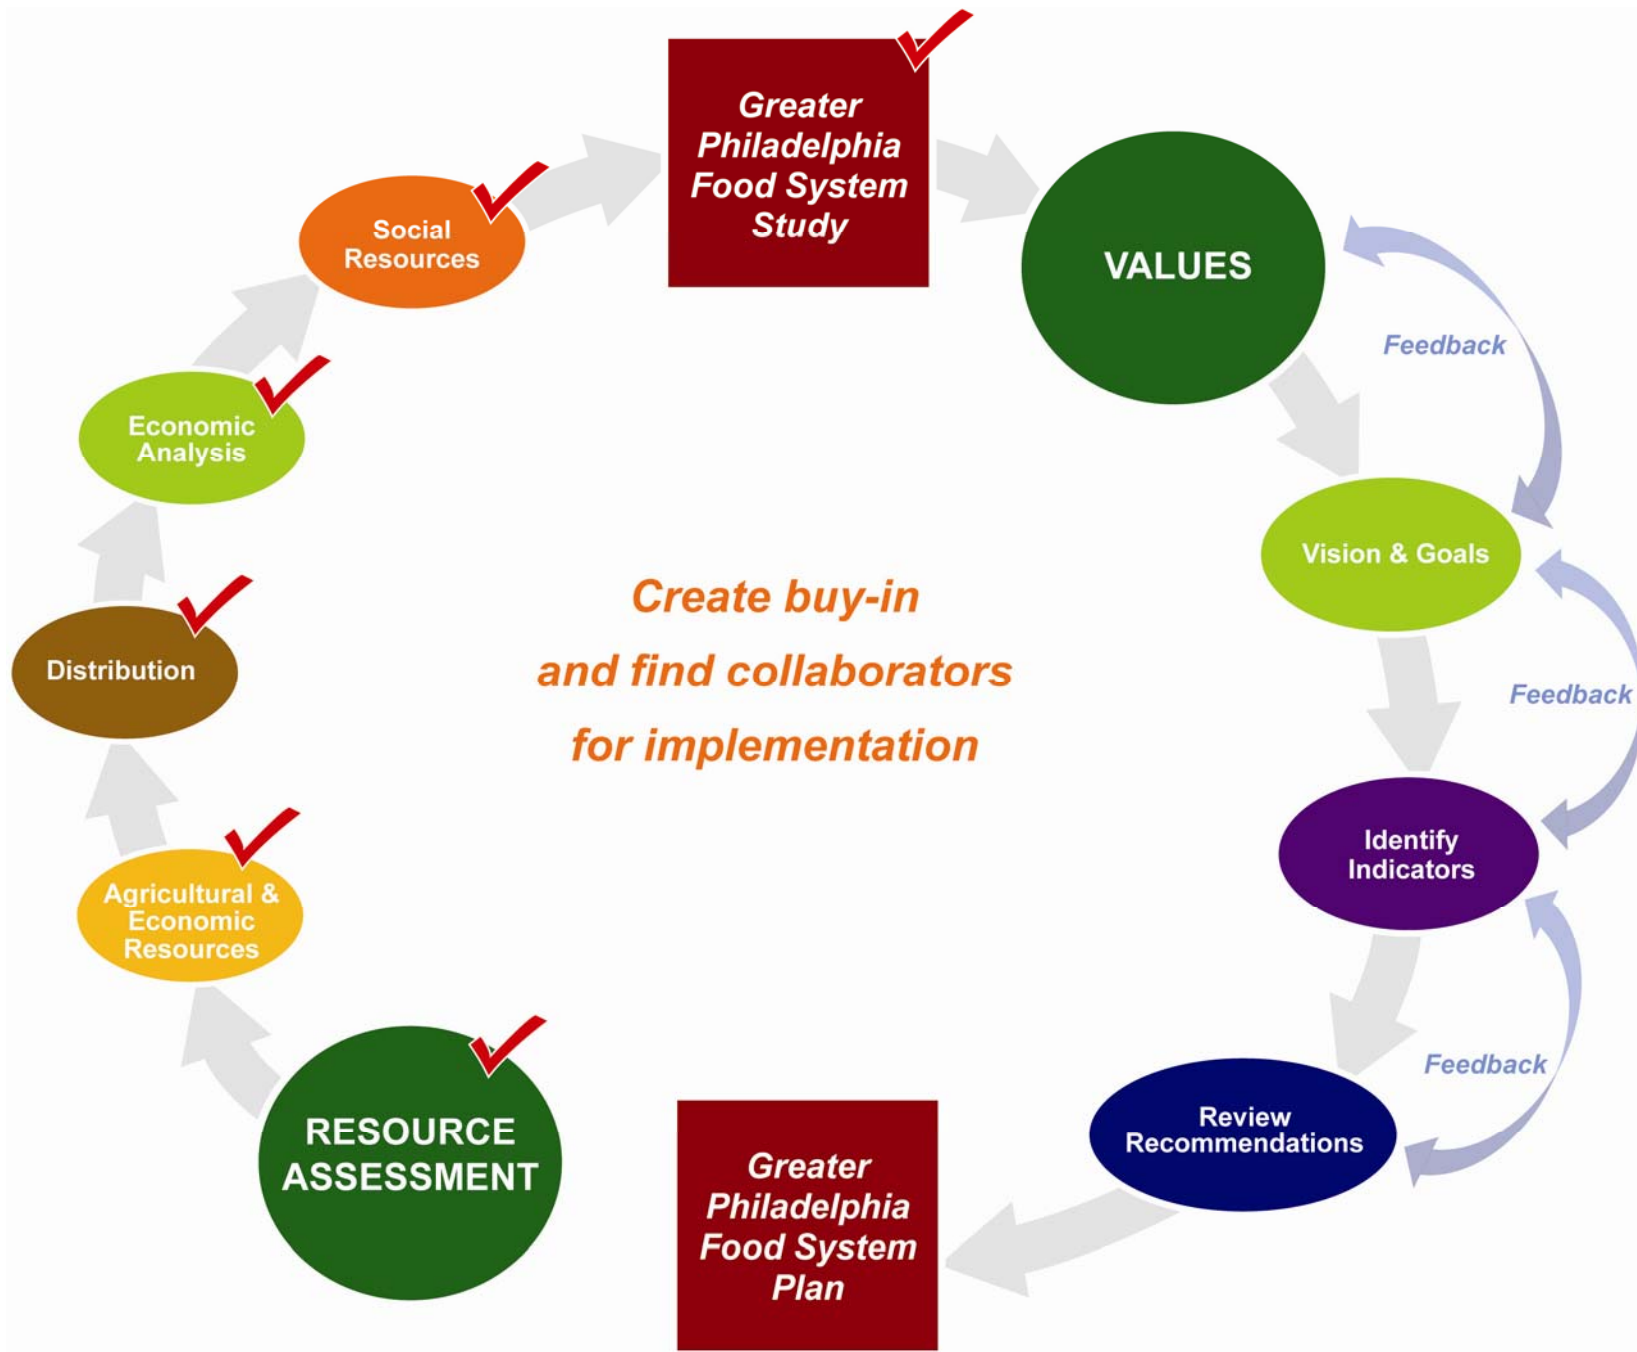 Greater
Philadelphia
Food System
Study
VALUES
Feedback
Vision & Goals
Feedback
Identify
Indicators
Feedback
Review
Recommendations
Greater
Philadelphia
Food System
Plan
RESOURCE
ASSESSMENT
Agricultural &
Economic
Resources
Distribution
Economic
Analysis
Social
Resources
Create buy-in
and find collaborators
for implementation